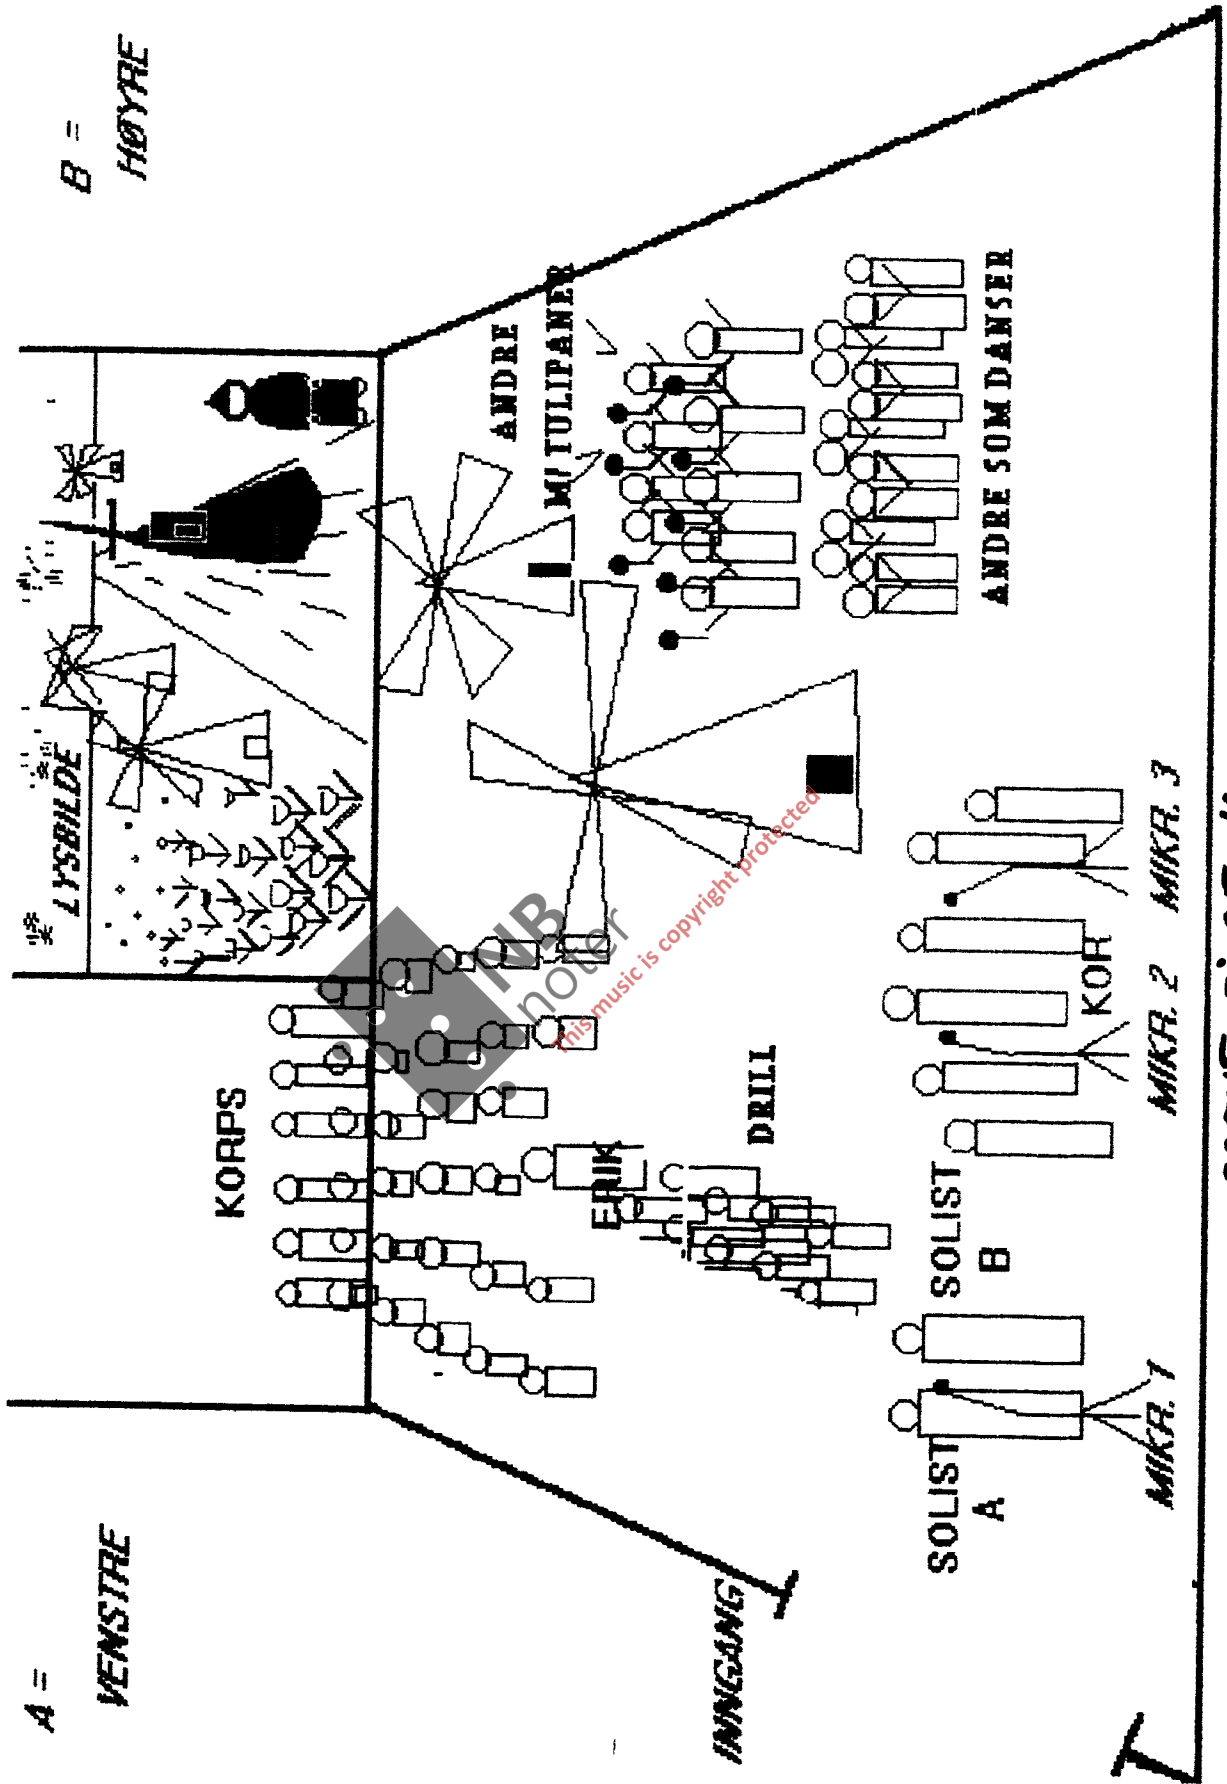 A =
VENSTRE
B =
HØYRE
LYSBILDE
KORPS
ANDRE
M/ TULIPANER
ERIK
DRILL
ANDRE SOM DANSER
INNGANG
SOLIST
A
SOLIST
B
KOR
MIKR. 1
MIKR. 2
MIKR. 3
NB
noter
This music is copyright protected